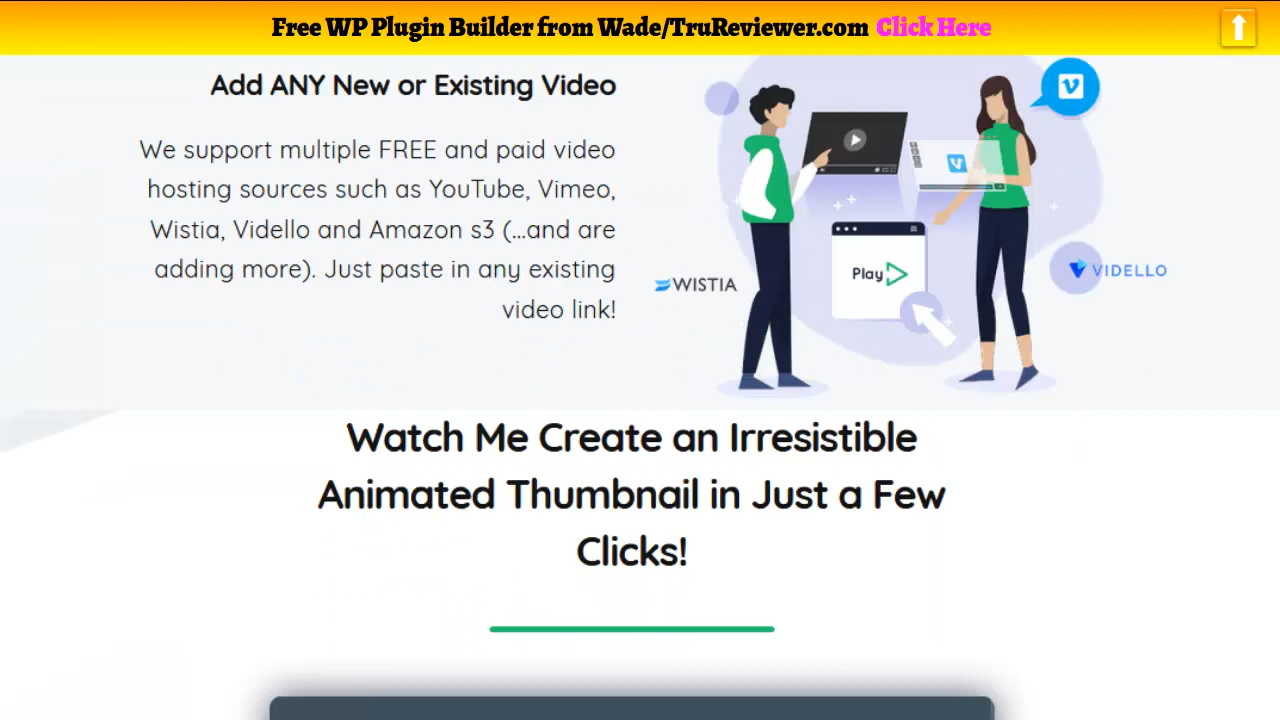 Free WP Plugin Builder from Wade/TruReviewer.com Click Here
Add ANY New or Existing Video
We support multiple FREE and paid video
hosting sources such as YouTube, Vimeo,
Wistia, Vidello and Amazon s3 (...and are
adding more). Just paste in any existing
video link!
Play
WISTIA
VIDELLO
Watch Me Create an Irresistible
Animated Thumbnail in Just a Few
Clicks!